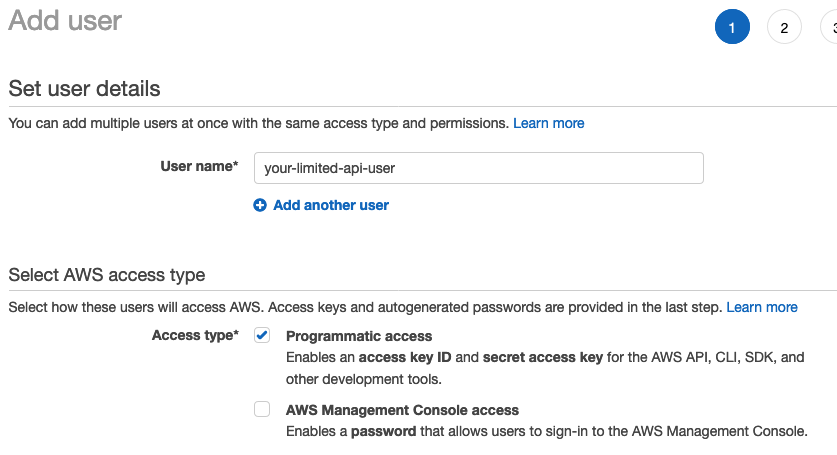 Add user
1 2 3
Set user details
You can add multiple users at once with the same access type and permissions. Learn more
User name* your-limited-api-user
Add another user
Select AWS access type
Select how these users will access AWS. Access keys and autogenerated passwords are provided in the last step. Learn more
Access type* Programmatic access
Enables an access key ID and secret access key for the AWS API, CLI, SDK, and
other development tools.
AWS Management Console access
Enables a password that allows users to sign-in to the AWS Management Console.